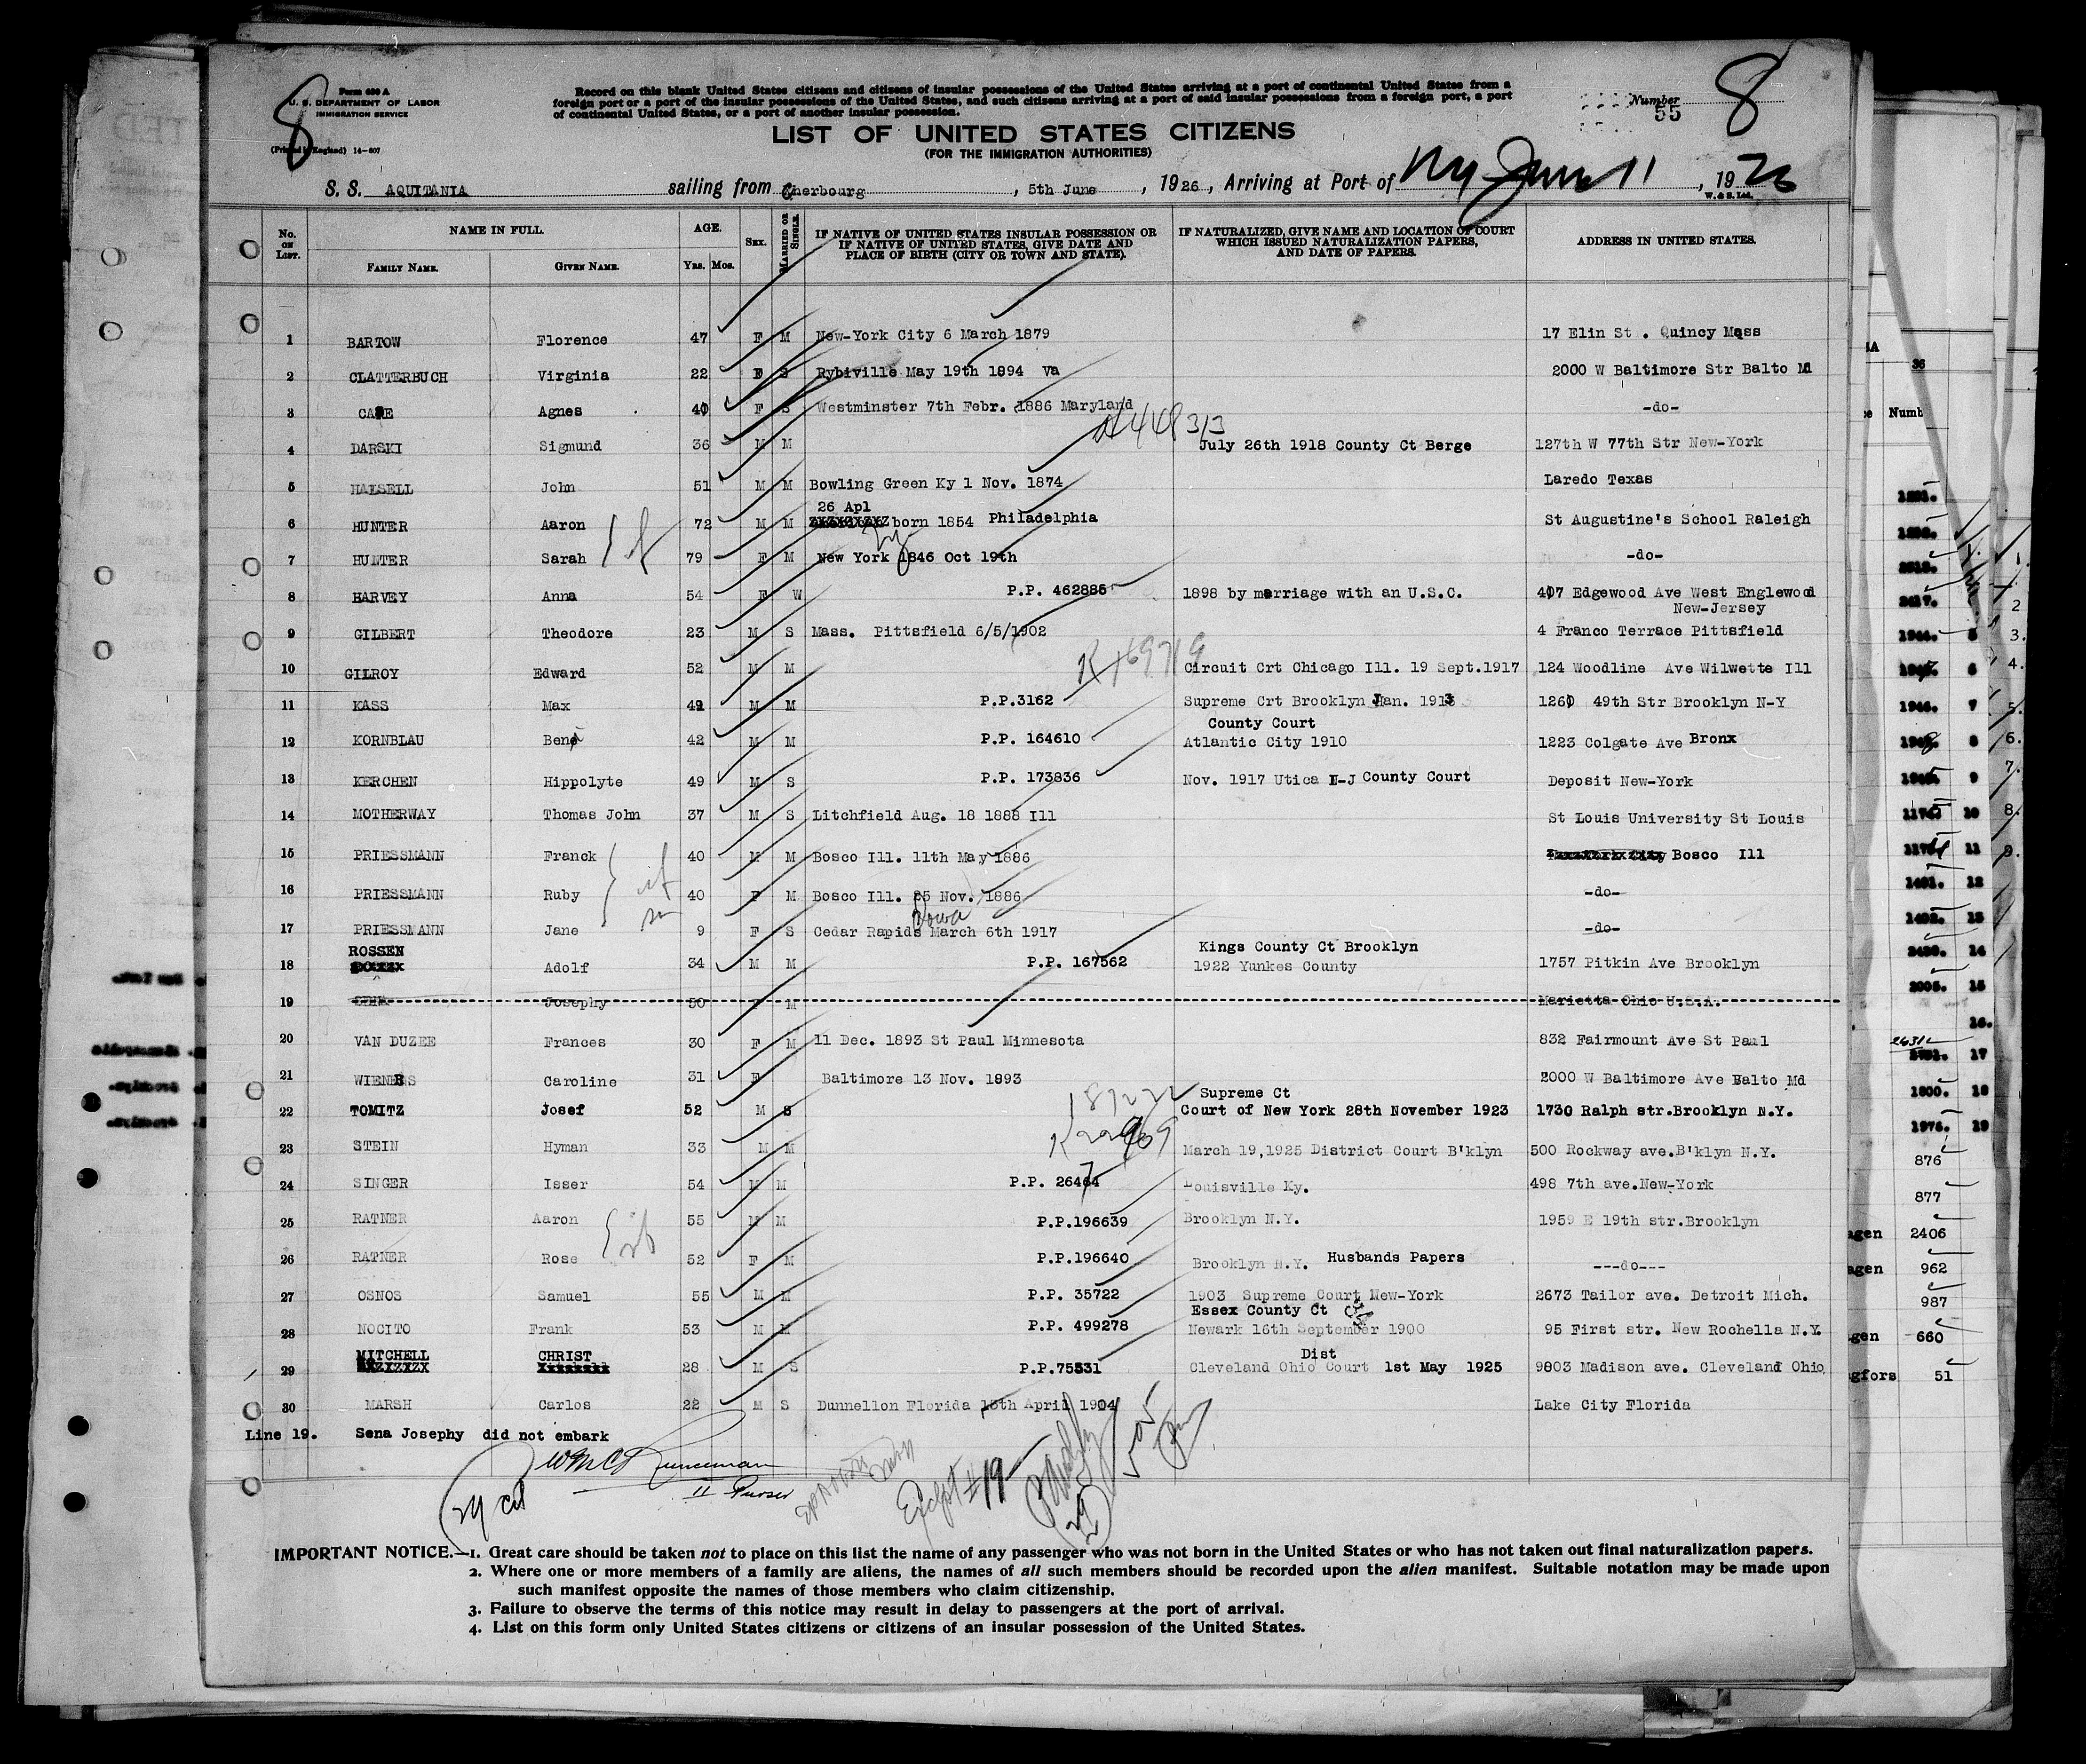 8
Form 630 A
U. S. DEPARTMENT OF LABOR
IMMIGRATION SERVICE
(Printed in England) 14-607
Record on this blank United States citizens and citizens of insular possessions of the United States arriving at a port of continental United States from a
foreign port or a port of the insular possessions of the United States, and such citizens arriving at a port of said insular possessions from a foreign port, a port
of continental United States, or a port of another insular possession.
Number 55 8
LIST OF UNITED STATES CITIZENS
(FOR THE IMMIGRATION AUTHORITIES)
S. S. AQUITANIA sailing from Cherbourg , 5th June , 1926 , Arriving at Port of NY June 11 , 1926
W. & S. Ltd.
No. ON LIST. NAME IN FULL. AGE. SEX. MARRIED OR SINGLE. IF NATIVE OF UNITED STATES INSULAR POSSESSION OR IF NATIVE OF UNITED STATES, GIVE DATE AND PLACE OF BIRTH (CITY OR TOWN AND STATE). IF NATURALIZED, GIVE NAME AND LOCATION OF COURT WHICH ISSUED NATURALIZATION PAPERS, AND DATE OF PAPERS. ADDRESS IN UNITED STATES.
FAMILY NAME. GIVEN NAME. YRS. MOS.
1 BARTOW Florence 47 F M New-York City 6 March 1879 17 Elin St . Quincy Mass
2 CLATTERBUCH Virginia 22 F S Rybiville May 19th 1894 Va 2000 W Baltimore Str Balto Md
3 Agnes 40 F S Westminster 7th Febr. 1886 Maryland -do-
4 DARSKI Sigmund 36 M M 448313 July 26th 1918 County Ct Berge 127th W 77th Str New-York
5 HALSELL John 51 M M Bowling Green Ky 1 Nov. 1874 Laredo Texas
26 Apl
6 HUNTER Aaron 72 M M born 1854 Philadelphia St Augustine's School Raleigh
7 HUNTER Sarah 79 F M New York 1846 Oct 19th -do-
8 HARVEY Anna 54 F W P.P. 462885 1898 by marriage with an U.S.C. 407 Edgewood Ave West Englewood
New-Jersey
9 GILBERT Theodore 23 M S Mass. Pittsfield 6/5/1902 4 Franco Terrace Pittsfield
10 GILROY Edward 52 M M Circuit Crt Chicago Ill. 19 Sept.1917 124 Woodline Ave Wilwette Ill
11 KASS Max M M P.P.3162 Supreme Crt Brooklyn Jan. 1913 1260 49th Str Brooklyn N-Y
County Court
12 KORNBLAU 42 M M P.P. 164610 Atlantic City 1910 1223 Colgate Ave Bronx
13 KERCHEN Hippolyte 49 M S P.P. 173836 Nov. 1917 Utica N-J County Court Deposit New-York
14 MOTHERWAY Thomas John 37 M S Litchfield Aug. 18 1888 Ill St Louis University St Louis
15 PRIESSMANN Franck 40 M M Bosco Ill. 11th May 1886 Bosco Ill
16 PRIESSMANN Ruby 40 F M Bosco Ill. 25 Nov. 1886 -do-
Iowa
17 PRIESSMANN Jane 9 F S Cedar Rapids March 6th 1917 -do-
ROSSEN Kings County Ct Brooklyn
18 Adolf 34 M M P.P. 167562 1922 Yunkes County 1757 Pitkin Ave Brooklyn
19 Josephy 50 F M Marietta Ohio U.S.A.
20 VAN DUZEE Frances 30 F M 11 Dec. 1893 St Paul Minnesota 832 Fairmount Ave St Paul
21 Caroline 31 F Baltimore 13 Nov. 1893 2000 W Baltimore Ave Balto Md
187222 Supreme Ct
22 TOMITZ Josef 52 M S Court of New York 28th November 1923 1730 Ralph str.Brooklyn N.Y.
23 STEIN Hyman 33 M M March 19,1925 District Court B'klyn 500 Rockway ave.B'klyn N.Y.
24 SINGER Isser 54 M M P.P. 26464 Louisville Ky. 498 7th ave.New-York
25 RATNER Aaron 55 M M P.P.196639 Brooklyn N.Y. 1959 E 19th str.Brooklyn
26 RATNER Rose 52 F M P.P.196640 Brooklyn N.Y. Husbands Papers ---do---
27 OSNOS Samuel 55 M M P.P. 35722 1903 Supreme Court New-York 2673 Tailor ave. Detroit Mich.
Essex County Ct
28 NOCITO Frank 53 M M P.P. 499278 Newark 16th September 1900 95 First str. New Rochella N.Y.
MITCHELL CHRIST Dist
29 28 M S P.P.75531 Cleveland Ohio Court 1st May 1925 9803 Madison ave. Cleveland Ohio
30 MARSH Carlos 22 M S Dunnellon Florida 15th April 1904 Lake City Florida
Line 19. Sena Josephy did not embark
II Purser
29 cit
Except #19
IMPORTANT NOTICE.—1. Great care should be taken not to place on this list the name of any passenger who was not born in the United States or who has not taken out final naturalization papers.
2. Where one or more members of a family are aliens, the names of all such members should be recorded upon the alien manifest. Suitable notation may be made upon
such manifest opposite the names of those members who claim citizenship.
3. Failure to observe the terms of this notice may result in delay to passengers at the port of arrival.
4. List on this form only United States citizens or citizens of an insular possession of the United States.
36
Numb
876
877
agen 2406
agen 962
987
gen 660
gfors 51